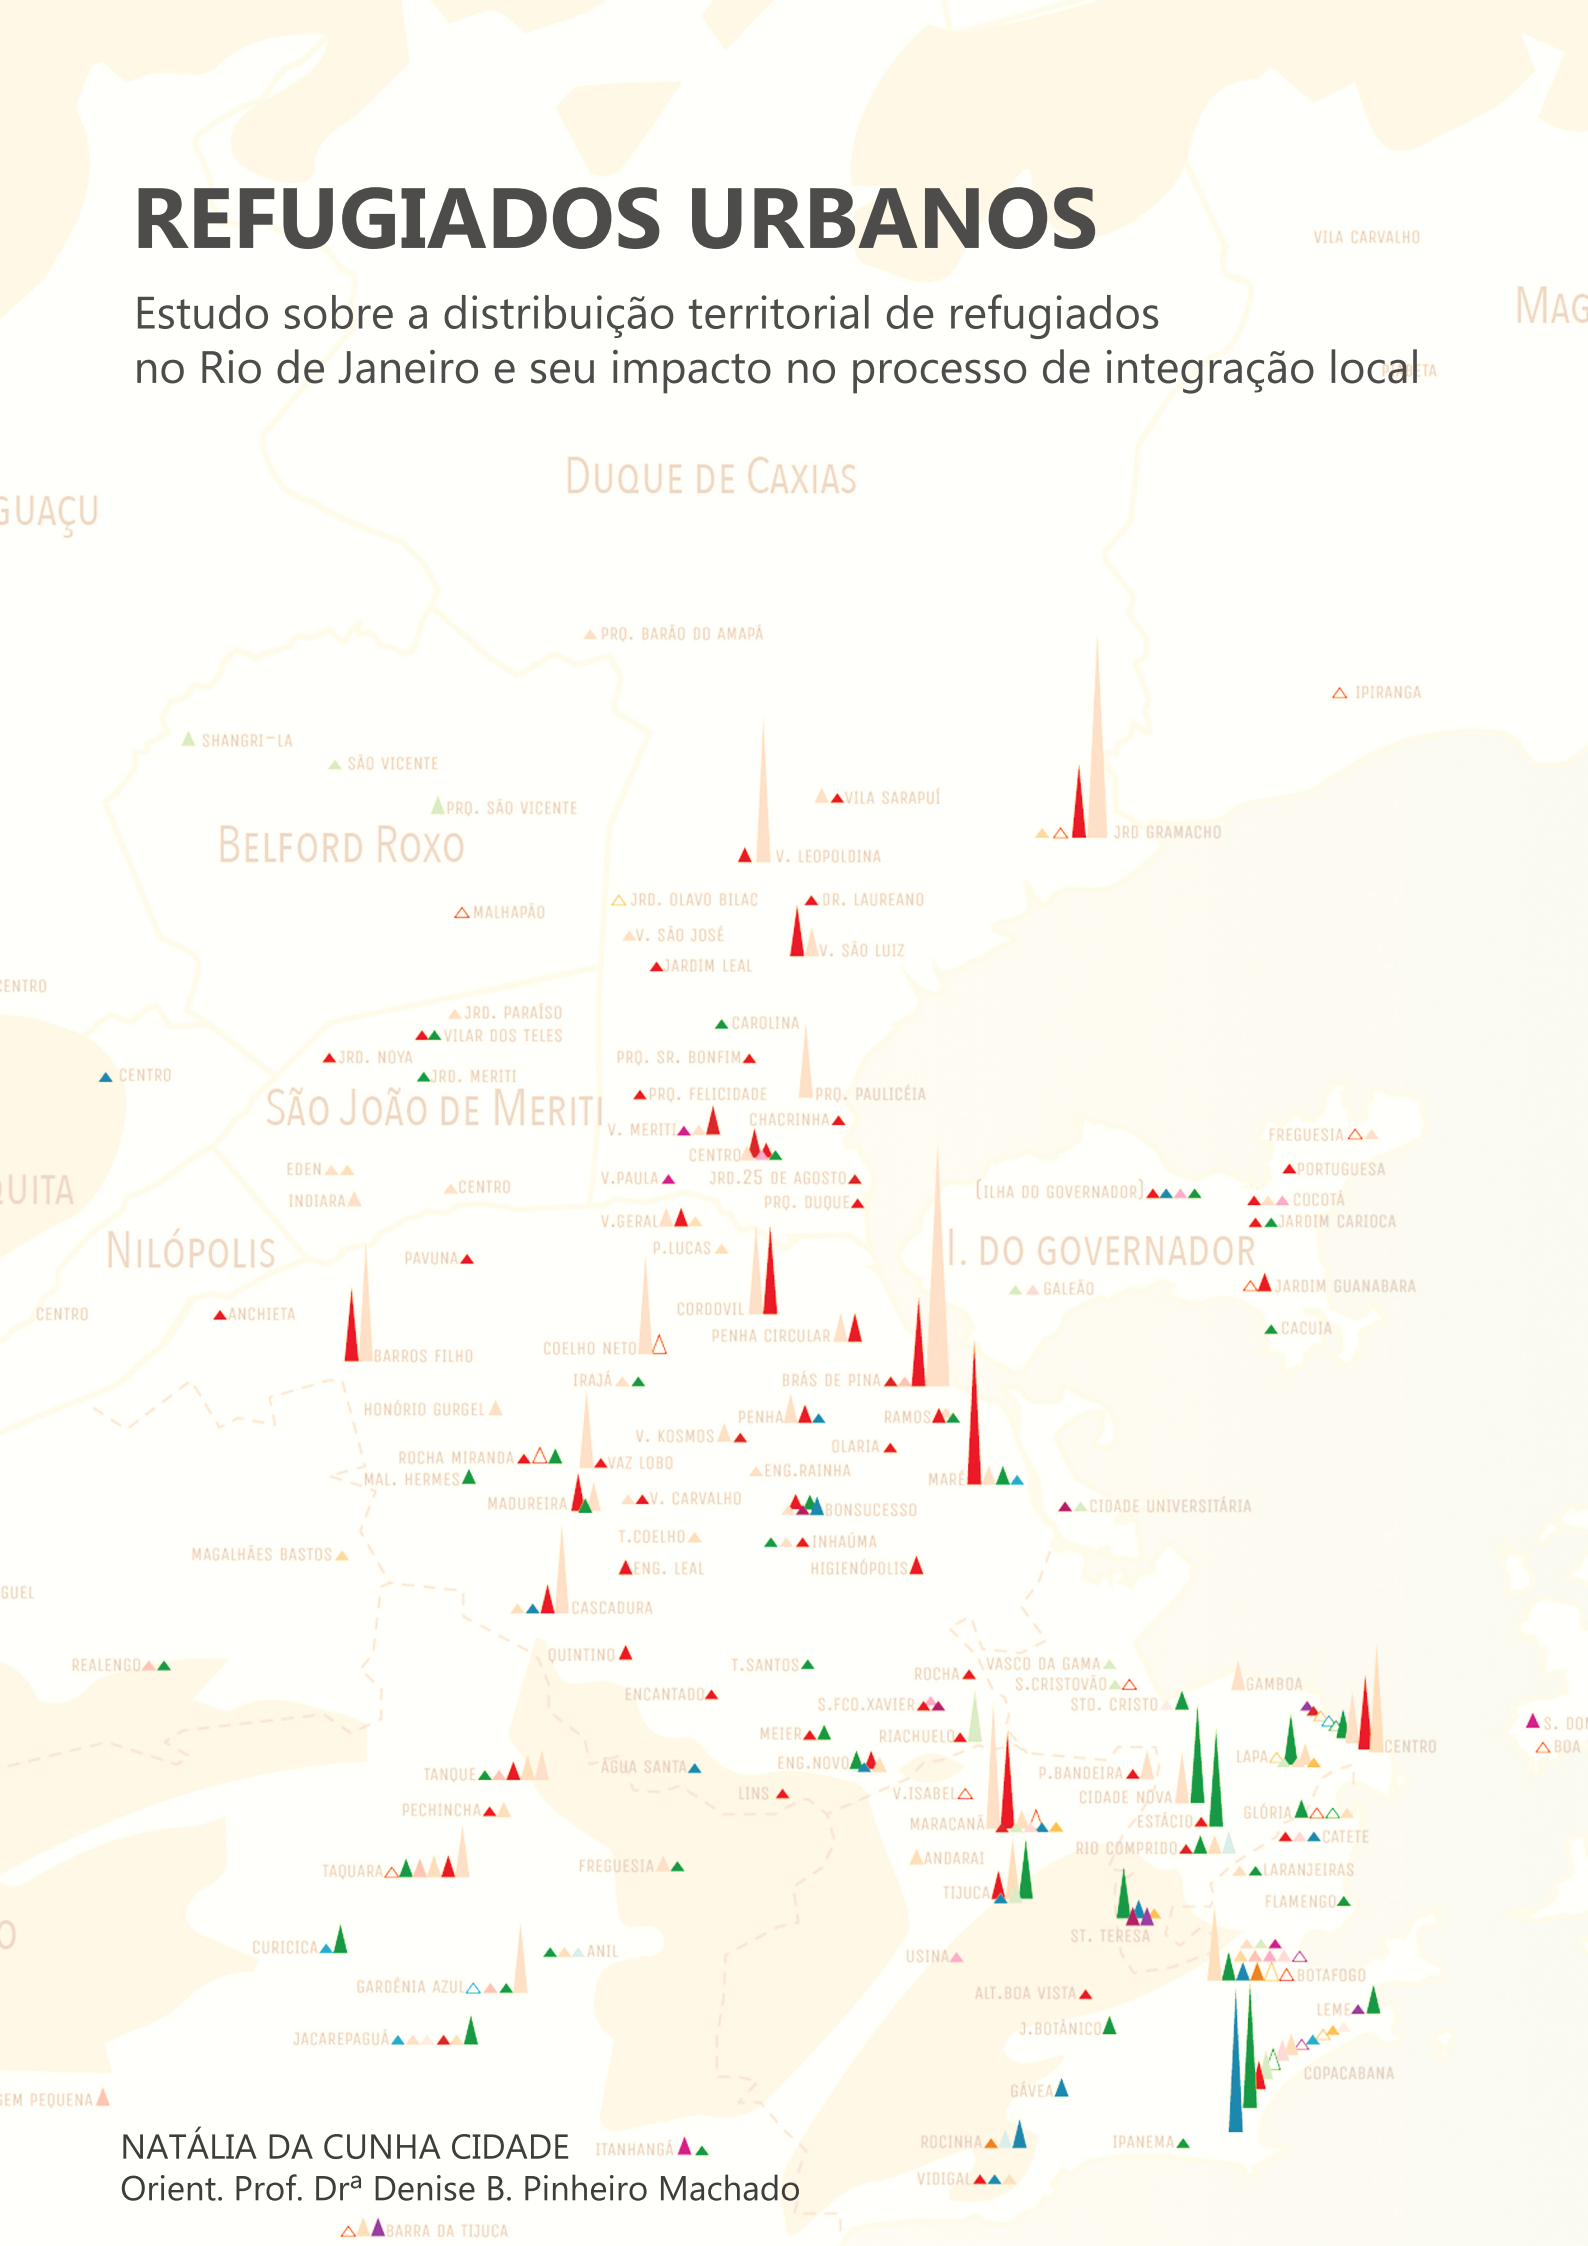 REFUGIADOS URBANOS
VILA CARVALHO
MAG
Estudo sobre a distribuição territorial de refugiados
no Rio de Janeiro e seu impacto no processo de integração local
DUQUE DE CAXIAS
GUAÇU
PRQ. BARÃO DO AMAPÁ
IPIRANGA
SHANGRI-LA
SÃO VICENTE
PRQ. SÃO VICENTE
VILA SARAPUÍ
JRD GRAMACHO
BELFORD ROXO
V. LEOPOLDINA
JRD. OLAVO BILAC
DR. LAUREANO
MALHAPÃO
V. SÃO JOSÉ
V. SÃO LUIZ
JARDIM LEAL
CENTRO
JRD. PARAÍSO
CAROLINA
VILAR DOS TELES
JRD. NOYA
PRQ. SR. BONFIM
CENTRO
JRD. MERITI
PRQ. FELICIDADE
PRQ. PAULICÉIA
SÃO JOÃO DE MERITI
V. MERITI
CHACRINHA
FREGUESIA
CENTRO
EDEN
PORTUGUESA
V.PAULA
JRD.25 DE AGOSTO
QUITA
CENTRO
(ILHA DO GOVERNADOR)
INDIARA
PRQ. DUQUE
COCOTÁ
V.GERAL
JARDIM CARIOCA
NILÓPOLIS
P.LUCAS
I. DO GOVERNADOR
PAVUNA
GALEÃO
JARDIM GUANABARA
CENTRO
ANCHIETA
CORDOVIL
CACUIA
PENHA CIRCULAR
BARROS FILHO
COELHO NETO
IRAJÁ
BRÁS DE PINA
HONÓRIO GURGEL
PENHA
RAMOS
V. KOSMOS
OLARIA
ROCHA MIRANDA
VAZ LOBO
ENG.RAINHA
MAL. HERMES
MARÉ
MADUREIRA
V. CARVALHO
BONSUCESSO
CIDADE UNIVERSITÁRIA
T.COELHO
INHAÚMA
MAGALHÃES BASTOS
ENG. LEAL
HIGIENÓPOLIS
GUEL
CASCADURA
QUINTINO
REALENGO
T.SANTOS
ROCHA
VASCO DA GAMA
S.CRISTOVÃO
GAMBOA
ENCANTADO
S.FCO.XAVIER
STO. CRISTO
S. DOM
MEIER
RIACHUELO
CENTRO
BOA
LAPA
TANQUE
ÁGUA SANTA
ENG.NOVO
P.BANDEIRA
LINS
V.ISABEL
CIDADE NOVA
PECHINCHA
MARACANÃ
ESTÁCIO
GLÓRIA
CATETE
RIO COMPRIDO
TAQUARA
FREGUESIA
ANDARAI
LARANJEIRAS
TIJUCA
FLAMENGO
O
ST. TERESA
CURICICA
ANIL
USINA
BOTAFOGO
GARDÊNIA AZUL
ALT.BOA VISTA
LEME
JACAREPAGUÁ
J.BOTÂNICO
COPACABANA
GEM PEQUENA
GÁVEA
NATÁLIA DA CUNHA CIDADE
ITANHANGÁ
ROCINHA
IPANEMA
Orient. Prof. Drª Denise B. Pinheiro Machado
VIDIGAL
BARRA DA TIJUCA